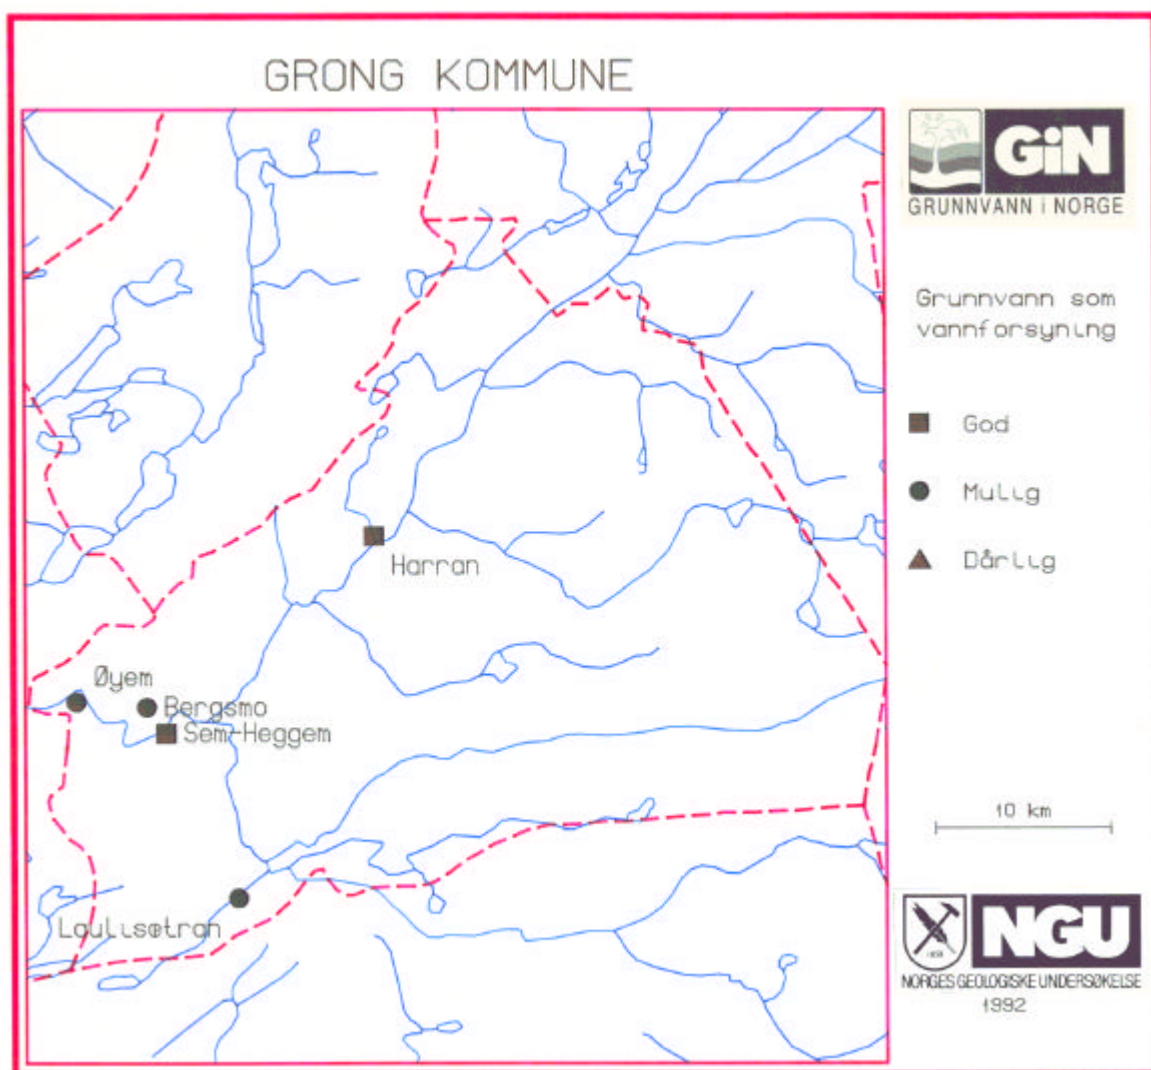 GRONG KOMMUNE
GiN
GRUNNVANN i NORGE
Grunnvann som
vannforsyning
God
Mulig
Dårlig
Harran
Øyem
Bergsmo
Sem-Heggem
Laulisøtran
10 km
NGU
NORGES GEOLOGISKE UNDERSØKELSE
1992